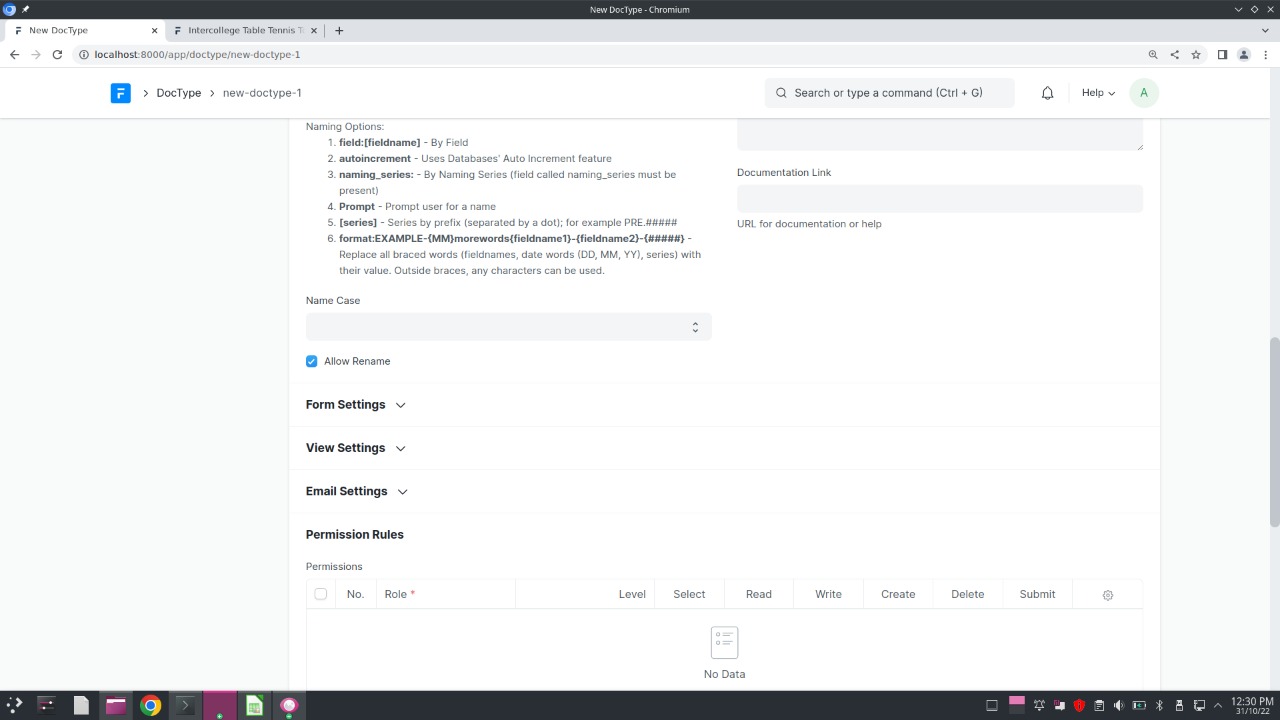 New DocType - Chromium
New DocType
Intercollege Table Tennis T
localhost:8000/app/doctype/new-doctype-1
DocType
new-doctype-1
Search or type a command (Ctrl + G)
Help
A
Naming Options:
1. field:[fieldname] - By Field
2. autoincrement - Uses Databases' Auto Increment feature
3. naming_series: - By Naming Series (field called naming_series must be
present)
4. Prompt - Prompt user for a name
5. [series] - Series by prefix (separated by a dot); for example PRE.#####
6. format:EXAMPLE-{MM}morewords{fieldname1}-{fieldname2}-{#####} -
Replace all braced words (fieldnames, date words (DD, MM, YY), series) with
their value. Outside braces, any characters can be used.
Documentation Link
URL for documentation or help
Name Case
Allow Rename
Form Settings
View Settings
Email Settings
Permission Rules
Permissions
No. Role * Level Select Read Write Create Delete Submit
No Data
12:30 PM
31/10/22